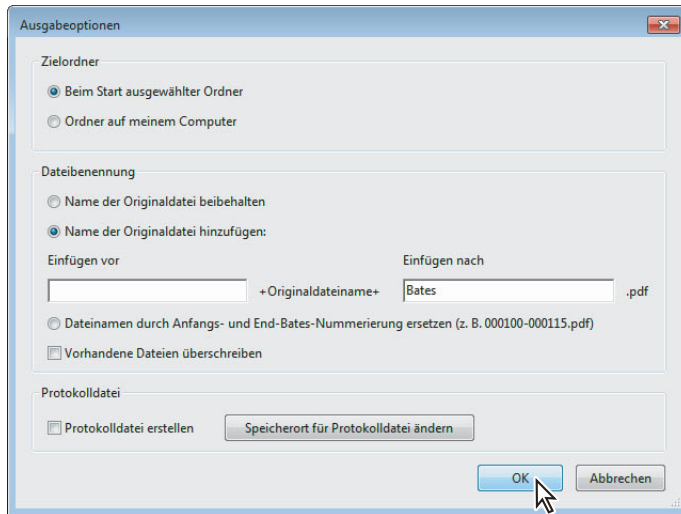 Ausgabeoptionen
Zielordner
Beim Start ausgewählter Ordner
Ordner auf meinem Computer
Dateibenennung
Name der Originaldatei beibehalten
Name der Originaldatei hinzufügen:
Einfügen vor Einfügen nach
+Originaldateiname+ Bates .pdf
Dateinamen durch Anfangs- und End-Bates-Nummerierung ersetzen (z. B. 000100-000115.pdf)
Vorhandene Dateien überschreiben
Protokolldatei
Protokolldatei erstellen Speicherort für Protokolldatei ändern
OK Abbrechen